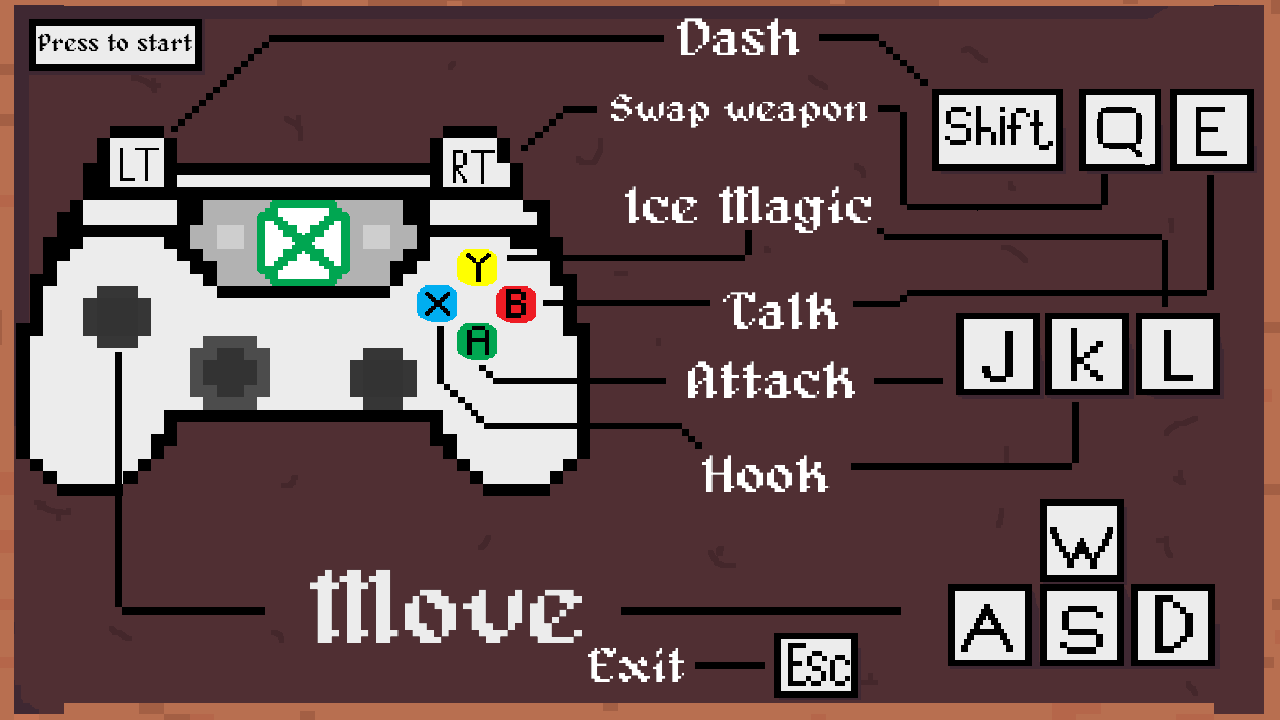 Press to start
Dash
Swap weapon
Shift Q E
LT RT
Ice Magic
Y
X B
A
Talk
J k L
Attack
Hook
W
A S D
Move
Exit Esc